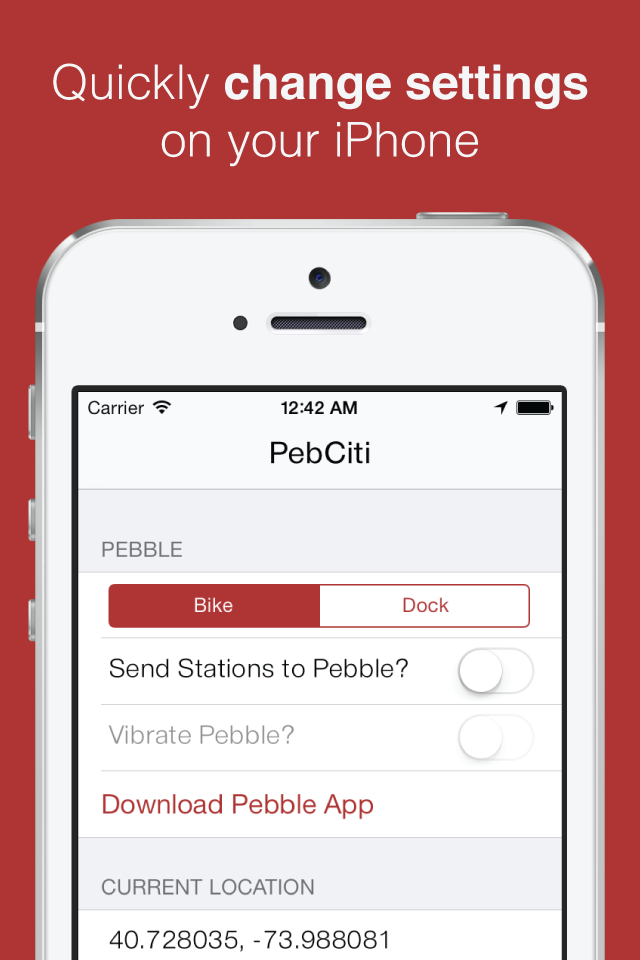 Quickly change settings
on your iPhone
Carrier 12:42 AM
PebCiti
PEBBLE
Bike Dock
Send Stations to Pebble?
Vibrate Pebble?
Download Pebble App
CURRENT LOCATION
40.728035, -73.988081